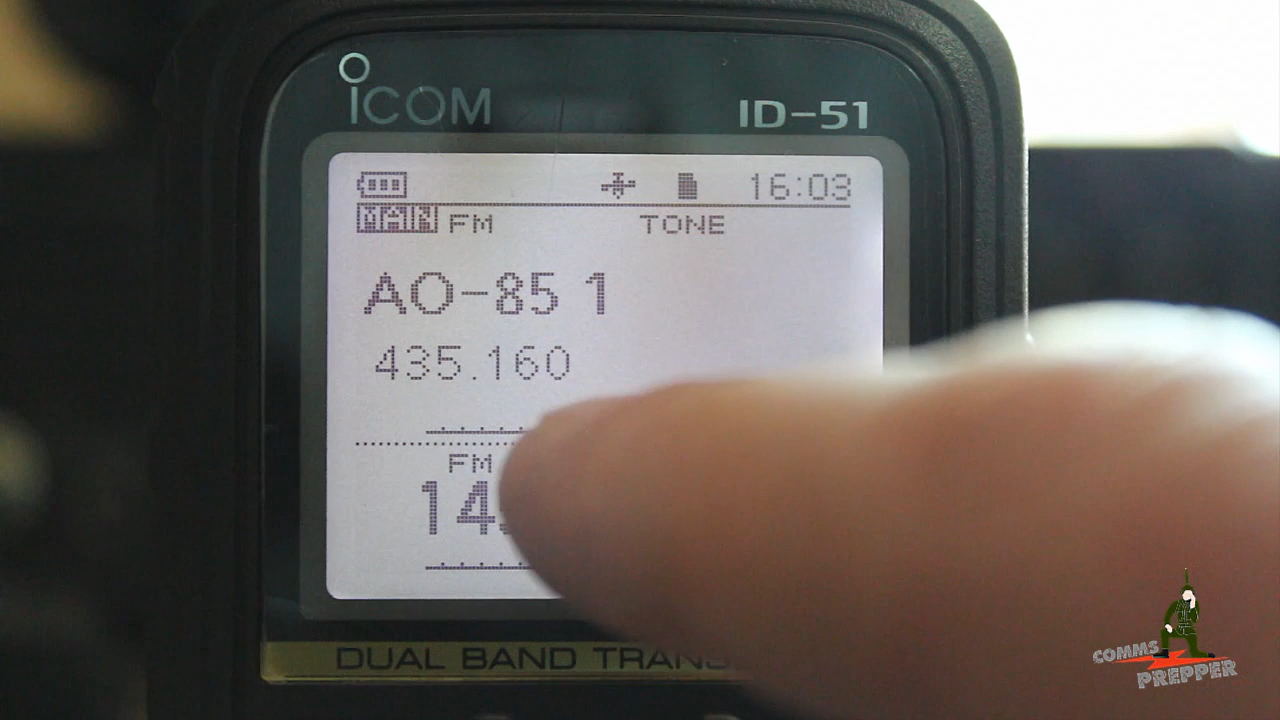 ICOM
ID-51
16:03
MAIN FM TONE
AO-85 1
435.160
FM
14
DUAL BAND
COMMS
PREPPER